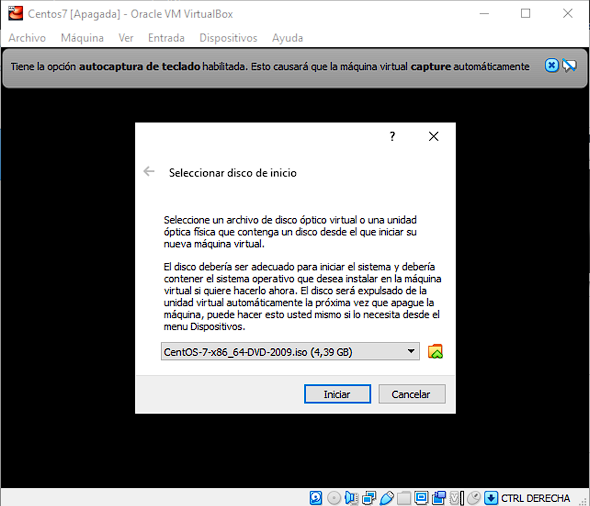 Centos7 [Apagada] - Oracle VM VirtualBox
Archivo Máquina Ver Entrada Dispositivos Ayuda
Tiene la opción autocaptura de teclado habilitada. Esto causará que la máquina virtual capture automáticamente
?
Seleccionar disco de inicio
Seleccione un archivo de disco óptico virtual o una unidad
óptica física que contenga un disco desde el que iniciar su
nueva máquina virtual.
El disco debería ser adecuado para iniciar el sistema y debería
contener el sistema operativo que desea instalar en la máquina
virtual si quiere hacerlo ahora. El disco será expulsado de la
unidad virtual automáticamente la próxima vez que apague la
máquina, puede hacer esto usted mismo si lo necesita desde el
menu Dispositivos.
CentOS-7-x86_64-DVD-2009.iso (4,39 GB)
Iniciar Cancelar
CTRL DERECHA